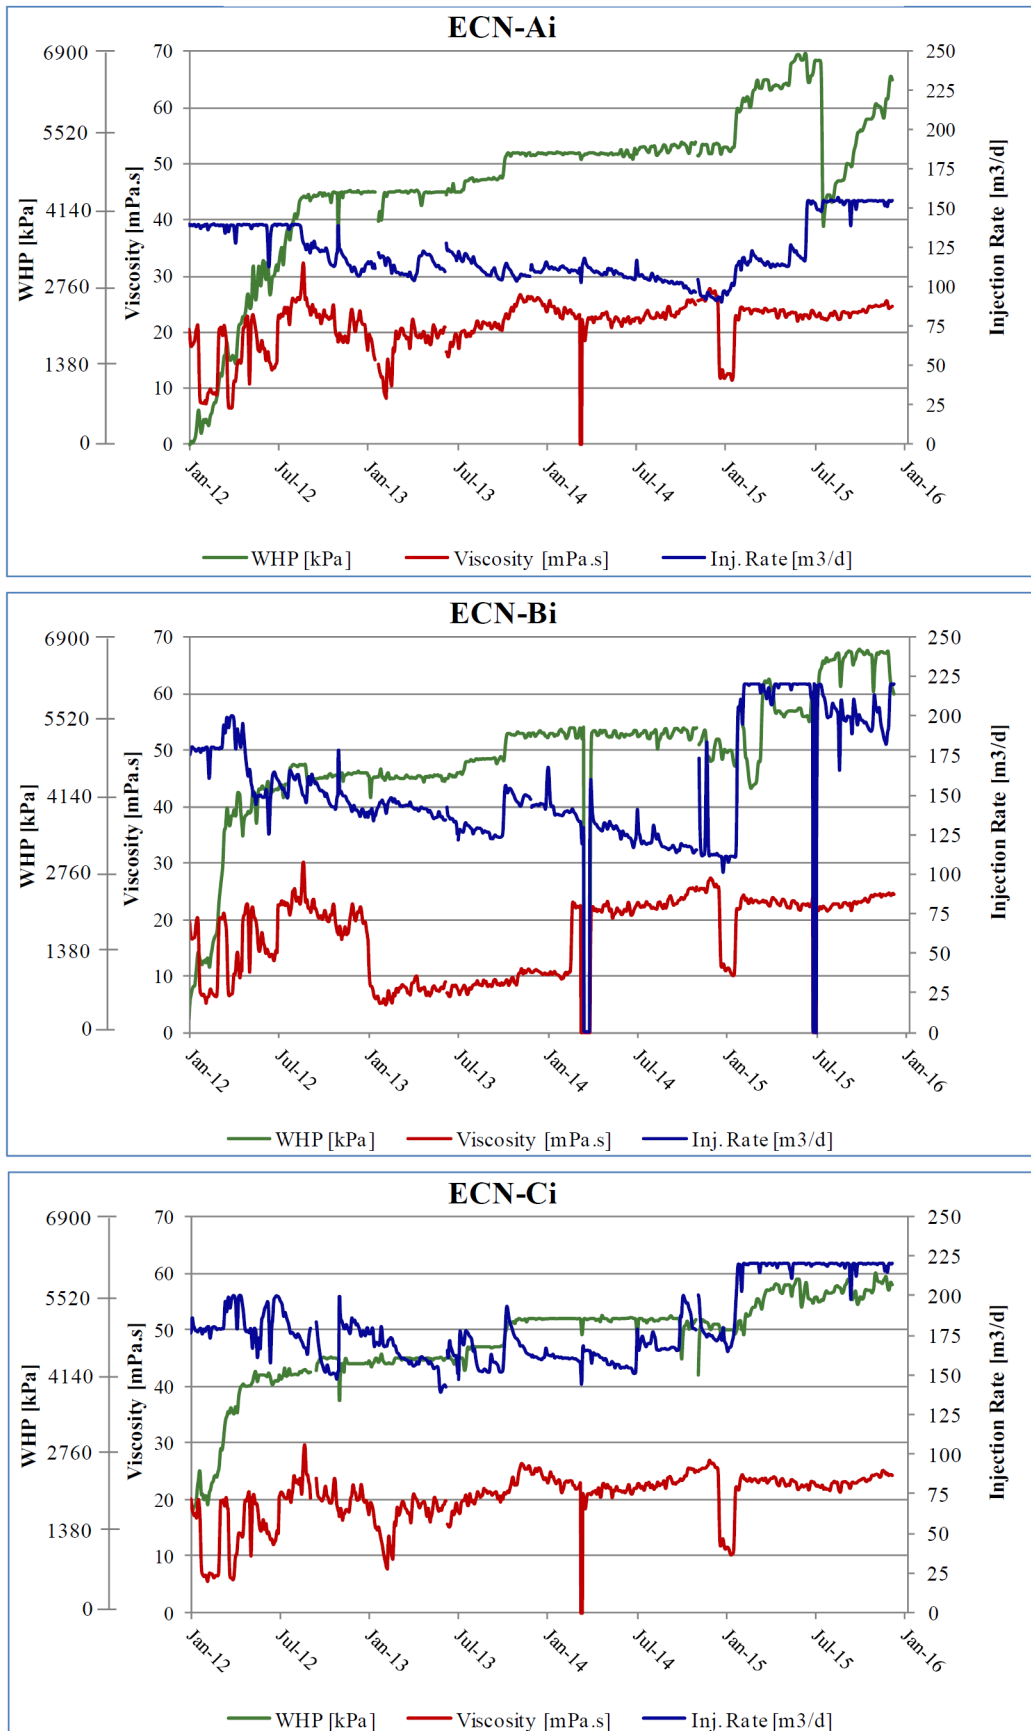 ECN-Ai
6900 70 250
60 225
5520 200
50 175
4140 40 150
125
2760 30 100
20 75
1380 50
10 25
0 0 0
WHP [kPa]
Viscosity [mPa.s]
Injection Rate [m3/d]
Jan-12 Jul-12 Jan-13 Jul-13 Jan-14 Jul-14 Jan-15 Jul-15 Jan-16
WHP [kPa] Viscosity [mPa.s] Inj. Rate [m3/d]
ECN-Bi
6900 70 250
60 225
5520 200
50 175
4140 40 150
125
2760 30 100
20 75
1380 50
10 25
0 0 0
WHP [kPa]
Viscosity [mPa.s]
Injection Rate [m3/d]
Jan-12 Jul-12 Jan-13 Jul-13 Jan-14 Jul-14 Jan-15 Jul-15 Jan-16
WHP [kPa] Viscosity [mPa.s] Inj. Rate [m3/d]
ECN-Ci
6900 70 250
60 225
5520 200
50 175
4140 40 150
125
2760 30 100
20 75
1380 50
10 25
0 0 0
WHP [kPa]
Viscosity [mPa.s]
Injection Rate [m3/d]
Jan-12 Jul-12 Jan-13 Jul-13 Jan-14 Jul-14 Jan-15 Jul-15 Jan-16
WHP [kPa] Viscosity [mPa.s] Inj. Rate [m3/d]